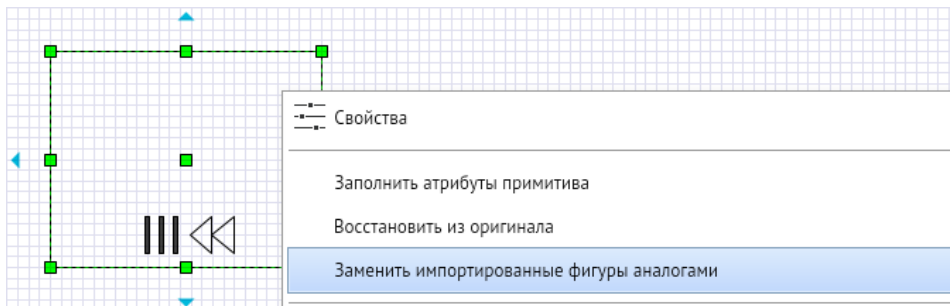 Свойства
Заполнить атрибуты примитива
Восстановить из оригинала
Заменить импортированные фигуры аналогами